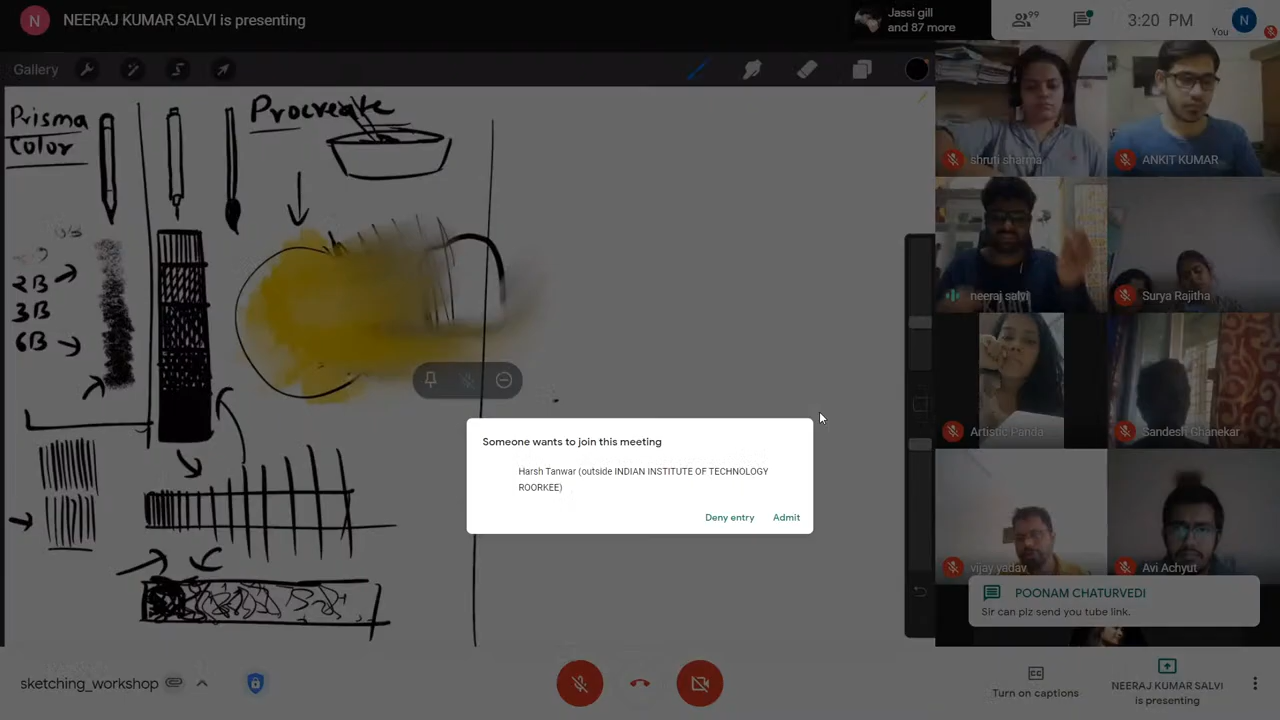 N NEERAJ KUMAR SALVI is presenting
Jassi gill
and 87 more
99
3:20 PM
You
N
Gallery
Prisma
Color
Procreate
2B
3B
6B
shruti sharma
ANKIT KUMAR
neeraj salvi
Surya Rajitha
Artistic Panda
Sandesh Ghanekar
vijay yadav
Avi Achyut
Someone wants to join this meeting
Harsh Tanwar (outside INDIAN INSTITUTE OF TECHNOLOGY
ROORKEE)
Deny entry
Admit
POONAM CHATURVEDI
Sir can plz send you tube link.
sketching_workshop
CC
Turn on captions
NEERAJ KUMAR SALVI
is presenting